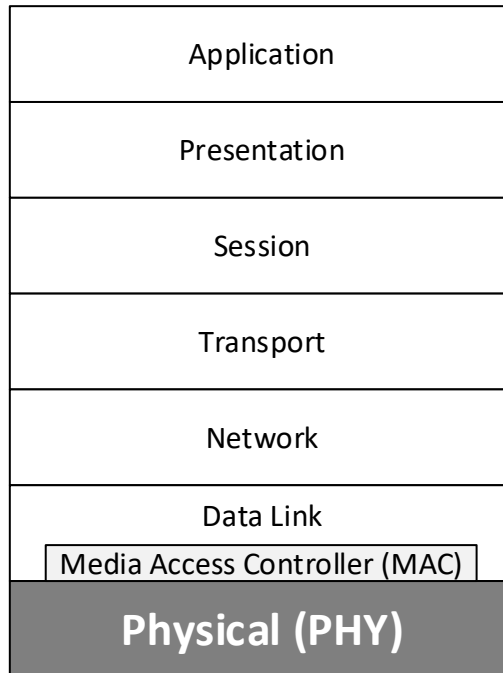 Application
Presentation
Session
Transport
Network
Data Link
Media Access Controller (MAC)
Physical (PHY)